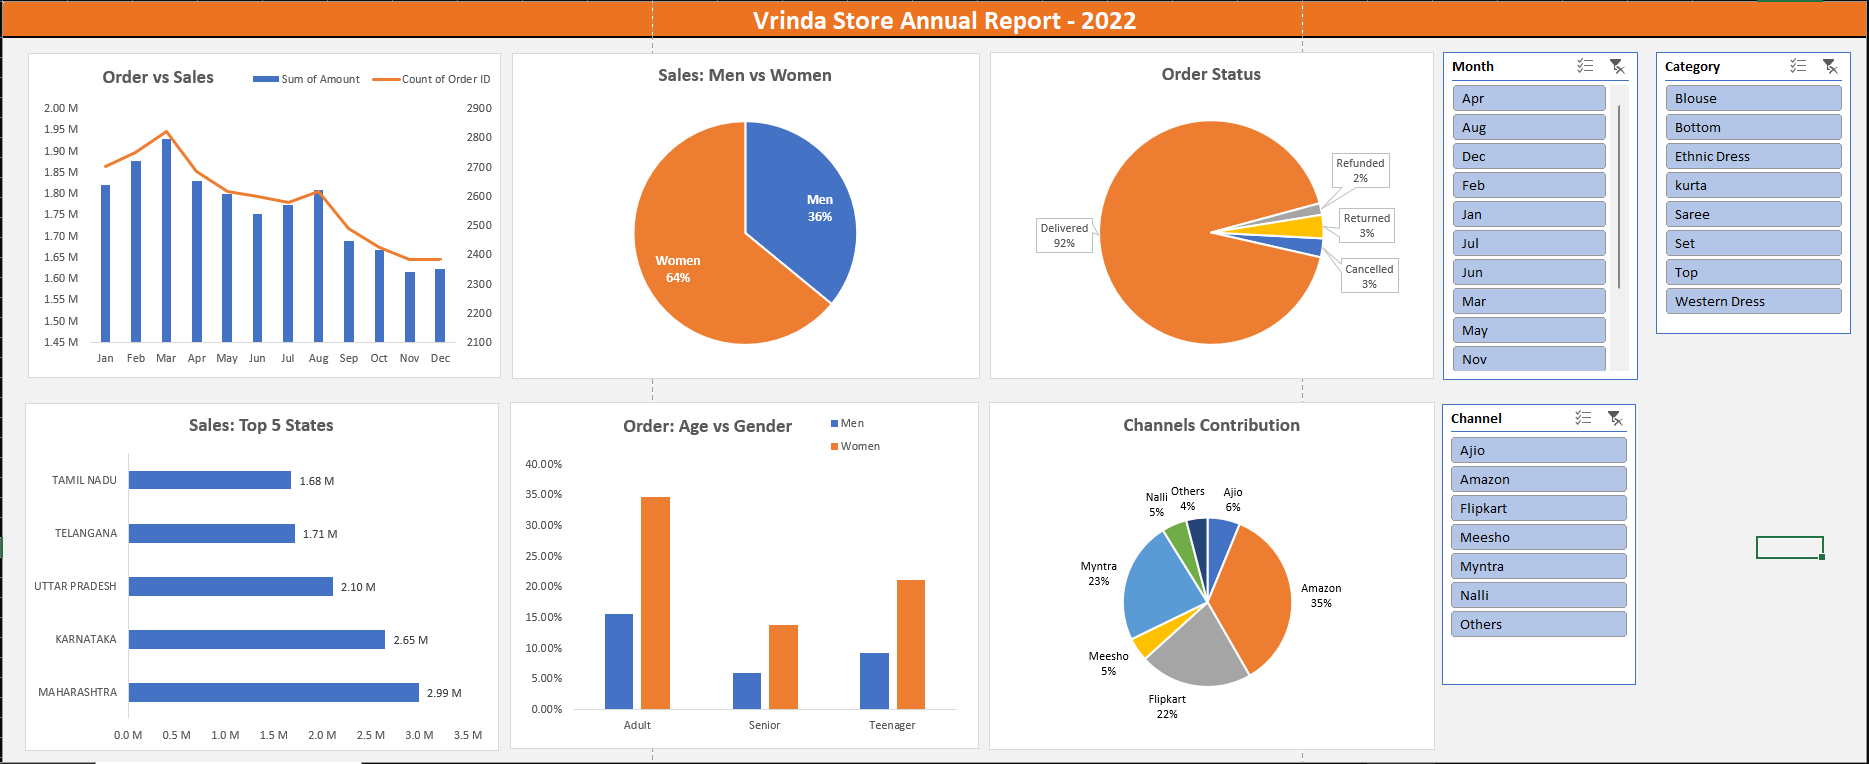 Vrinda Store Annual Report - 2022
Order vs Sales
Sum of Amount
Count of Order ID
2.00 M
1.95 M
1.90 M
1.85 M
1.80 M
1.75 M
1.70 M
1.65 M
1.60 M
1.55 M
1.50 M
1.45 M
2900
2800
2700
2600
2500
2400
2300
2200
2100
Jan Feb Mar Apr May Jun Jul Aug Sep Oct Nov Dec
Sales: Men vs Women
Men
36%
Women
64%
Order Status
Refunded
2%
Returned
3%
Delivered
92%
Cancelled
3%
Month
Apr
Aug
Dec
Feb
Jan
Jul
Jun
Mar
May
Nov
Category
Blouse
Bottom
Ethnic Dress
kurta
Saree
Set
Top
Western Dress
Sales: Top 5 States
TAMIL NADU 1.68 M
TELANGANA 1.71 M
UTTAR PRADESH 2.10 M
KARNATAKA 2.65 M
MAHARASHTRA 2.99 M
0.0 M 0.5 M 1.0 M 1.5 M 2.0 M 2.5 M 3.0 M 3.5 M
Order: Age vs Gender
Men
Women
40.00%
35.00%
30.00%
25.00%
20.00%
15.00%
10.00%
5.00%
0.00%
Adult Senior Teenager
Channels Contribution
Nalli
5%
Others
4%
Ajio
6%
Myntra
23%
Amazon
35%
Meesho
5%
Flipkart
22%
Channel
Ajio
Amazon
Flipkart
Meesho
Myntra
Nalli
Others